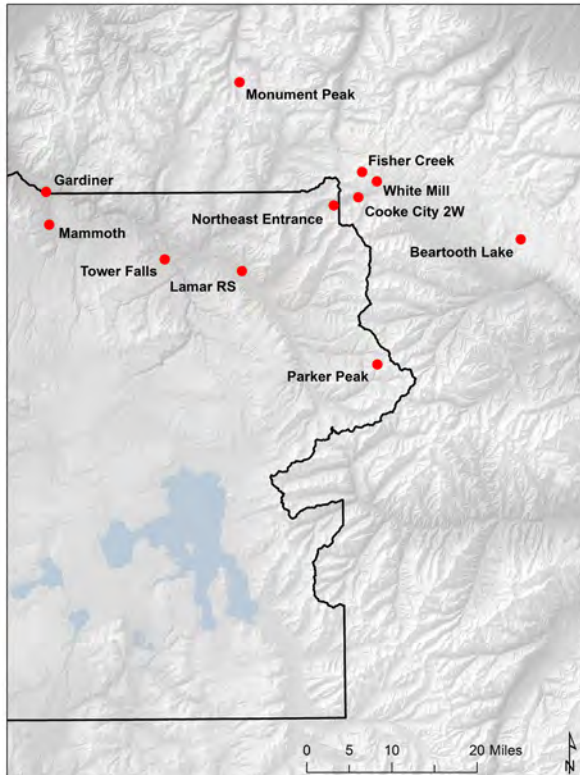 Monument Peak
Fisher Creek
Gardiner
White Mill
Cooke City 2W
Northeast Entrance
Mammoth
Beartooth Lake
Tower Falls
Lamar RS
Parker Peak
0 5 10 20 Miles
N